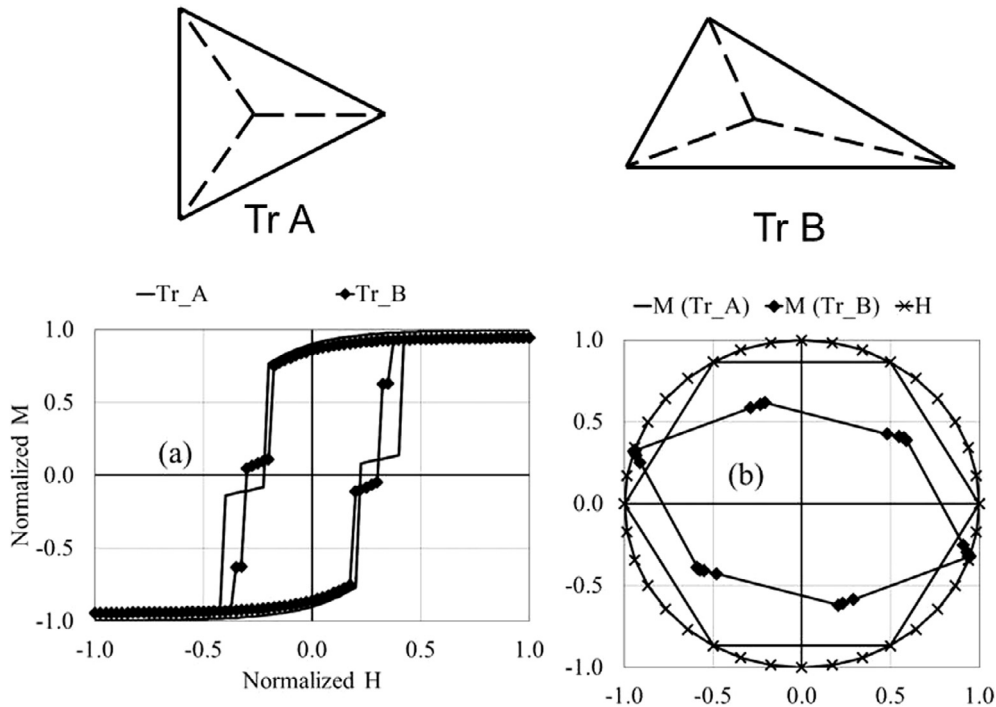 Tr A
Tr B
Tr_A Tr_B
1.0
0.5
0.0
-0.5
-1.0
Normalized M
(a)
-1.0 -0.5 0.0 0.5 1.0
Normalized H
M (Tr_A) M (Tr_B) H
1.0
0.5
0.0
-0.5
-1.0
(b)
-1.0 -0.5 0.0 0.5 1.0